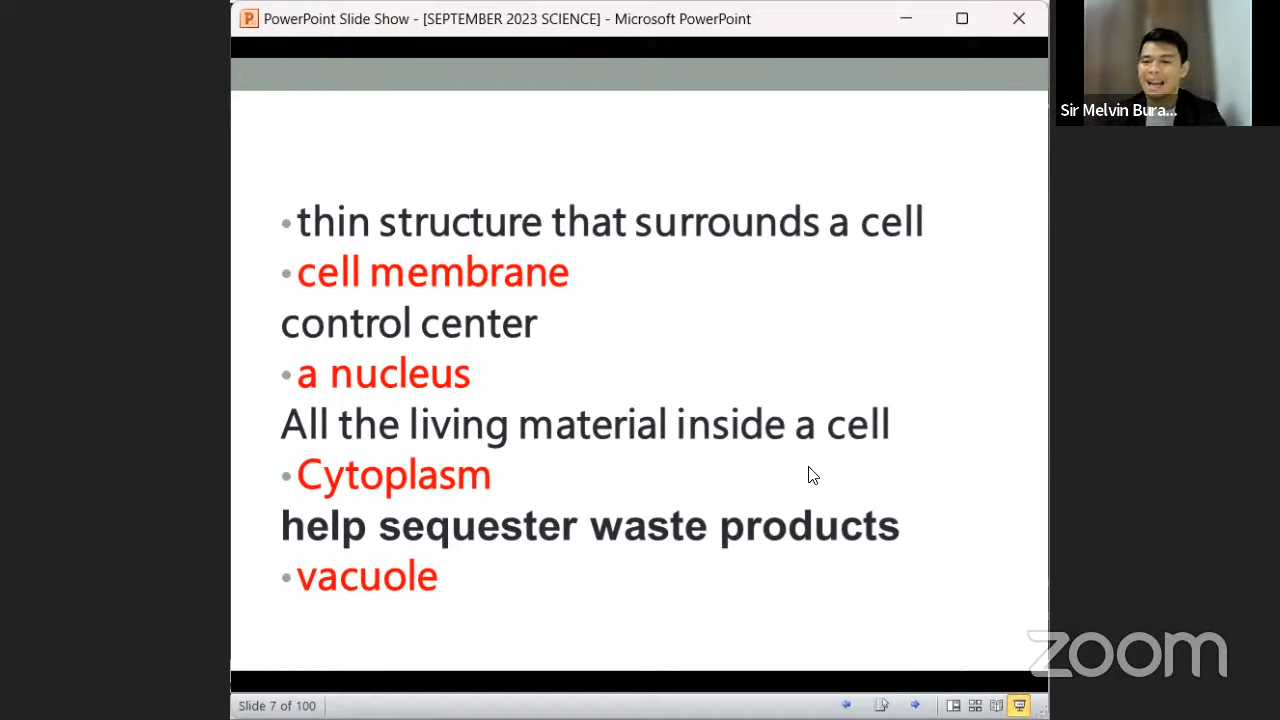 PowerPoint Slide Show - [SEPTEMBER 2023 SCIENCE] - Microsoft PowerPoint
Sir Melvin Bura...
• thin structure that surrounds a cell
• cell membrane
control center
• a nucleus
All the living material inside a cell
• Cytoplasm
help sequester waste products
• vacuole
zoom
Slide 7 of 100